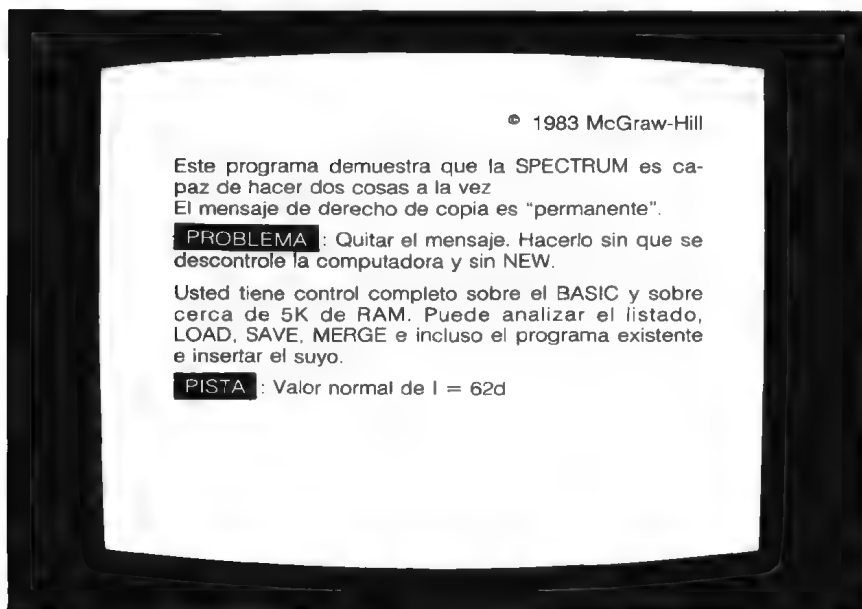 © 1983 McGraw-Hill
Este programa demuestra que la SPECTRUM es ca-
paz de hacer dos cosas a la vez
El mensaje de derecho de copia es "permanente".
PROBLEMA : Quitar el mensaje. Hacerlo sin que se
descontrole la computadora y sin NEW.
Usted tiene control completo sobre el BASIC y sobre
cerca de 5K de RAM. Puede analizar el listado,
LOAD, SAVE, MERGE e incluso el programa existente
e insertar el suyo.
PISTA : Valor normal de I = 62d